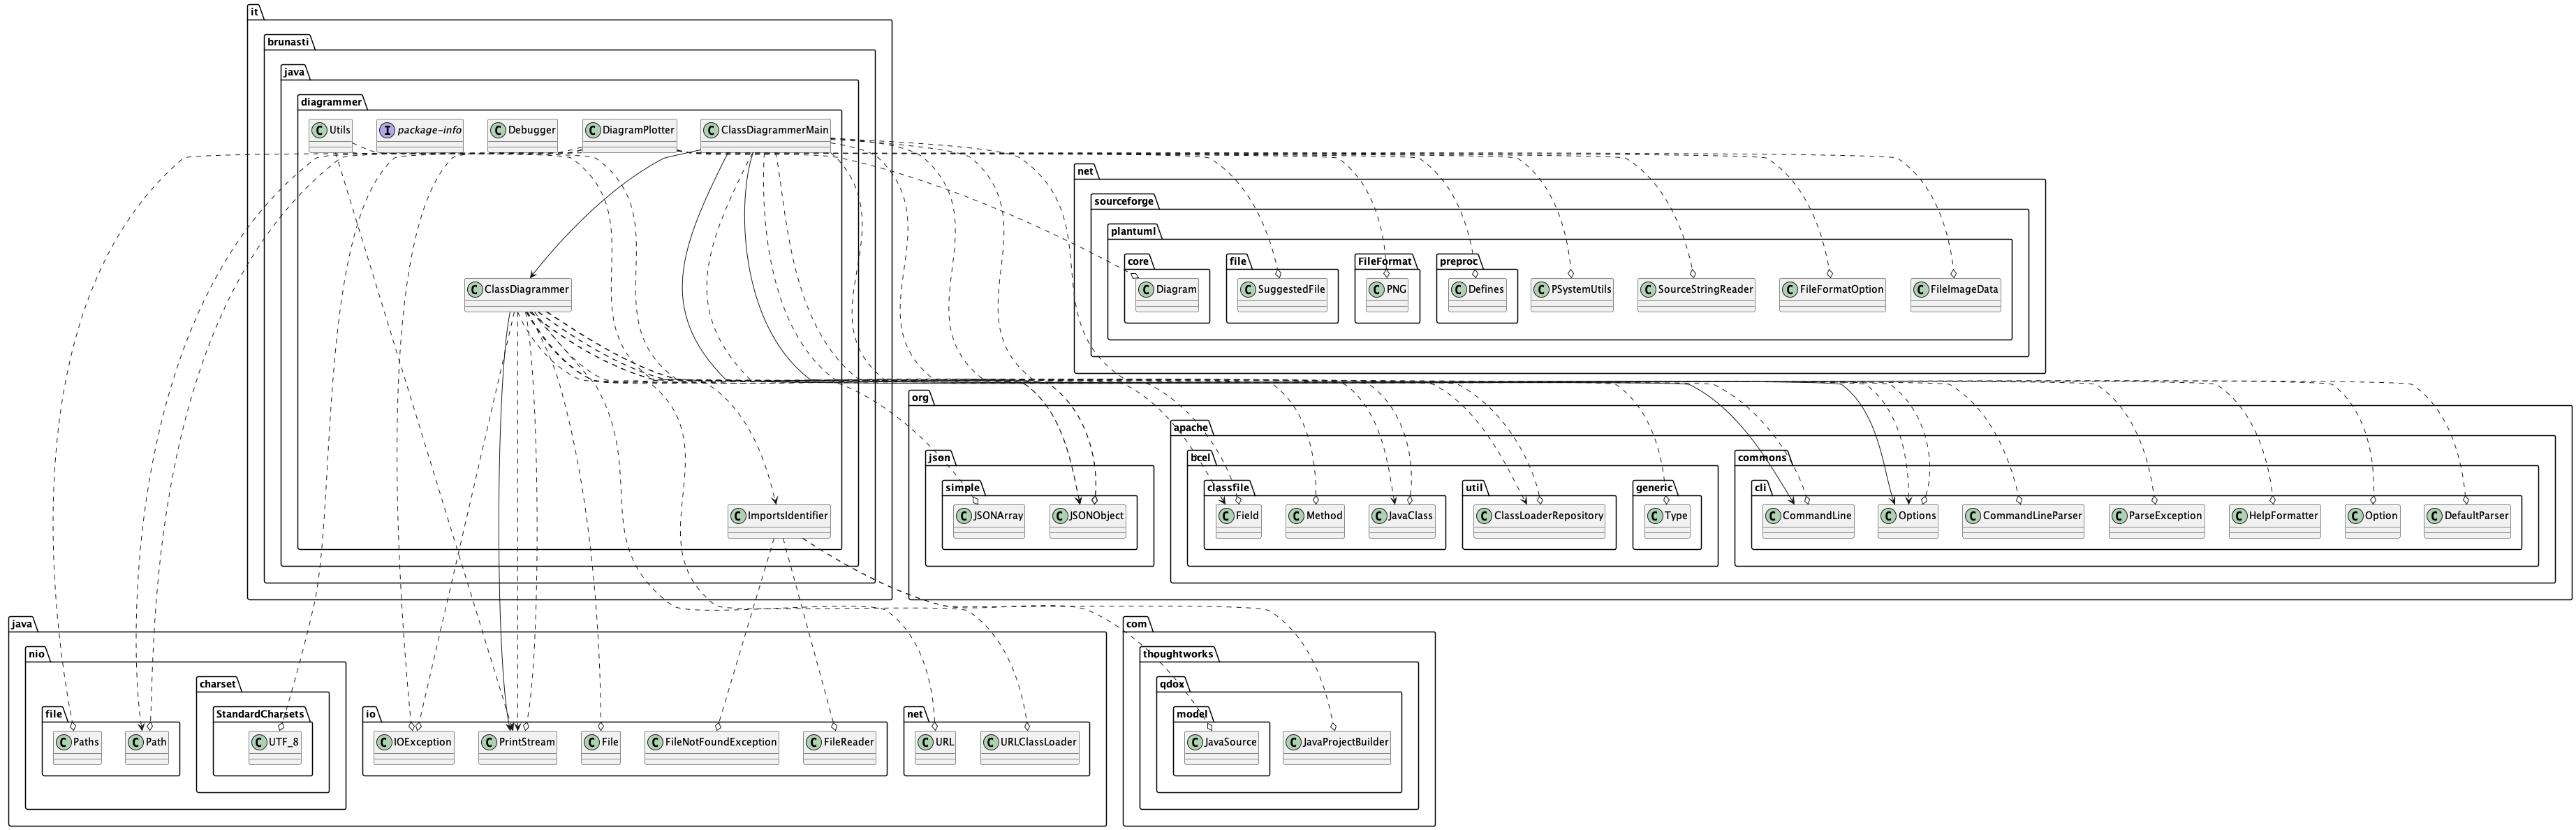 it
brunasti
java
diagrammer
C Utils
I package-info
C Debugger
C DiagramPlotter
C ClassDiagrammerMain
net
sourceforge
plantuml
core
file
FileFormat
preproc
C ClassDiagrammer
C Diagram
C SuggestedFile
C PNG
C Defines
C PSystemUtils
C SourceStringReader
C FileFormatOption
C FileImageData
org
apache
json
bcel
commons
simple
classfile
util
generic
cli
C ImportsIdentifier
C JSONArray
C JSONObject
C Field
C Method
C JavaClass
C ClassLoaderRepository
C Type
C CommandLine
C Options
C CommandLineParser
C ParseException
C HelpFormatter
C Option
C DefaultParser
java
com
nio
thoughtworks
charset
qdox
file
StandardCharsets
io
net
model
C Paths
C Path
C UTF_8
C IOException
C PrintStream
C File
C FileNotFoundException
C FileReader
C URL
C URLClassLoader
C JavaSource
C JavaProjectBuilder